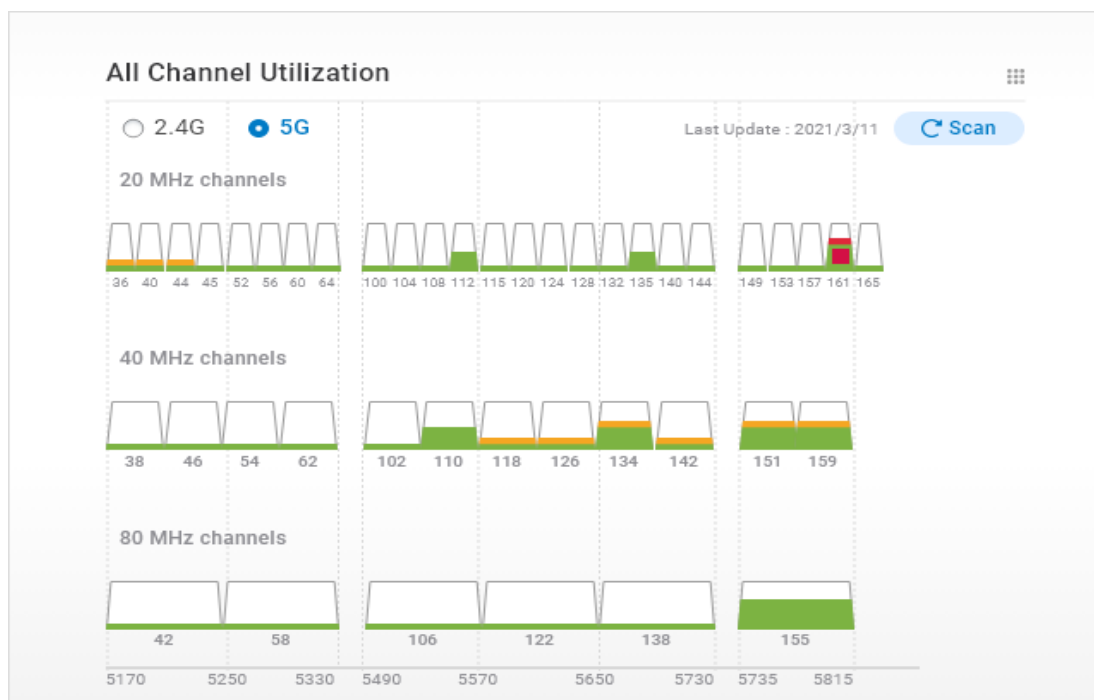 All Channel Utilization
2.4G 5G Last Update : 2021/3/11 Scan
20 MHz channels
36 40 44 45 52 56 60 64 100 104 108 112 115 120 124 128 132 135 140 144 149 153 157 161 165
40 MHz channels
38 46 54 62 102 110 118 126 134 142 151 159
80 MHz channels
42 58 106 122 138 155
5170 5250 5330 5490 5570 5650 5730 5735 5815